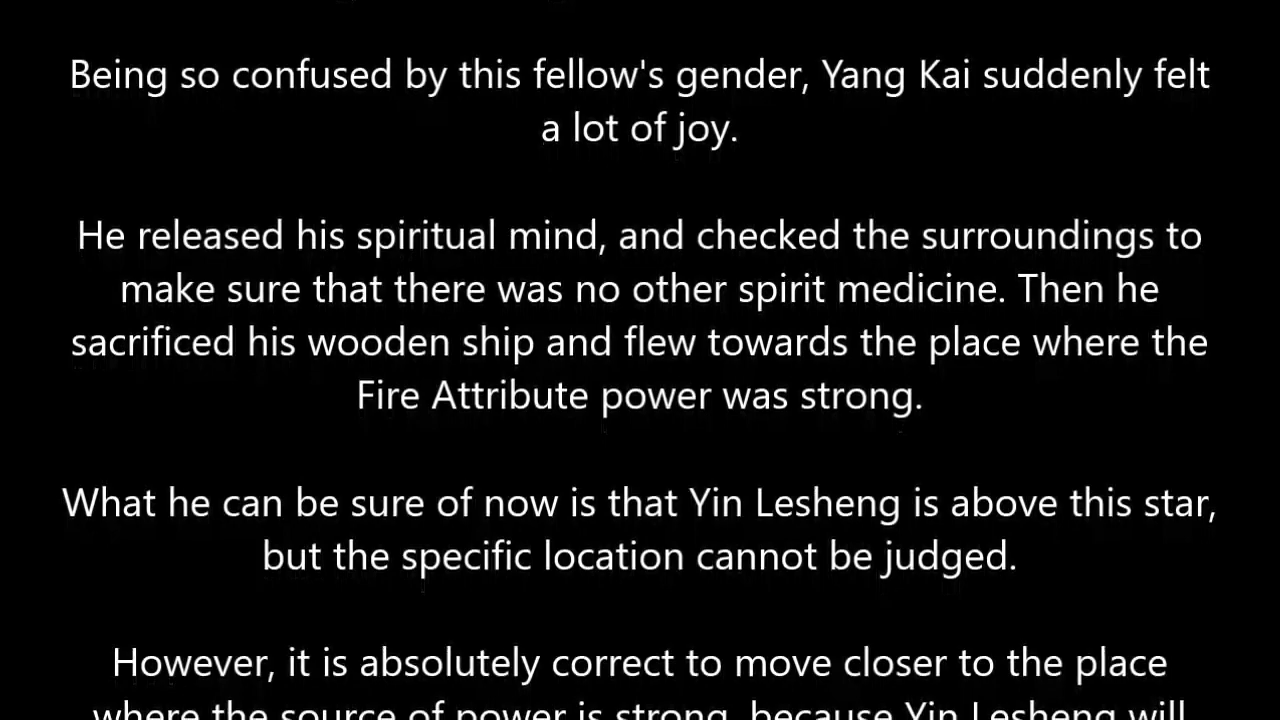 Being so confused by this fellow's gender, Yang Kai suddenly felt
a lot of joy.
He released his spiritual mind, and checked the surroundings to
make sure that there was no other spirit medicine. Then he
sacrificed his wooden ship and flew towards the place where the
Fire Attribute power was strong.
What he can be sure of now is that Yin Lesheng is above this star,
but the specific location cannot be judged.
However, it is absolutely correct to move closer to the place
where the source of power is strong, because Yin Lesheng will